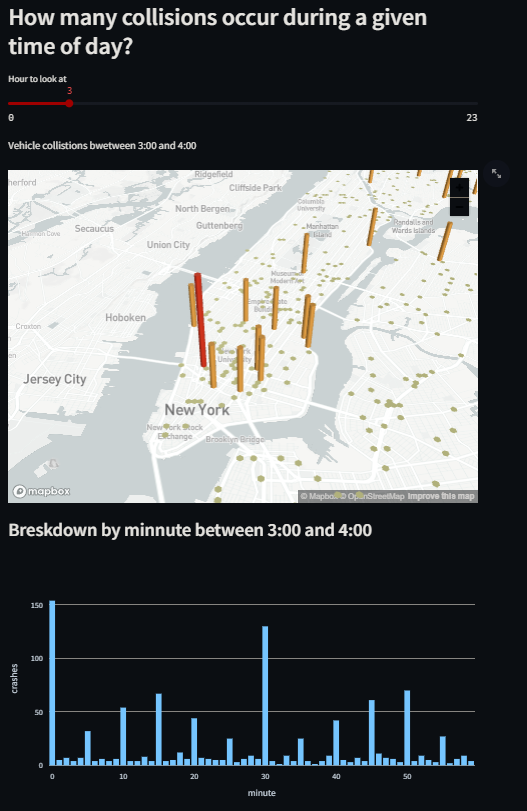 How many collisions occur during a given
time of day?
Hour to look at
3
0
23
Vehicle collistions bwetween 3:00 and 4:00
herford
Ridgefield
Cliffside Park
Columbia
University
North Bergen
Guttenberg
Manhattan
Island
Randalls and
Wards Islands
Secaucus
Union City
Museum
Modern Art
Hoboken
Croxton
Jersey City
New York
New York Stock
Exchange
Brooklyn Bridge
mapbox
© Mapbox © OpenStreetMap Improve this map
Breskdown by minnute between 3:00 and 4:00
150
100
50
0
crashes
0
10
20
30
40
50
minute